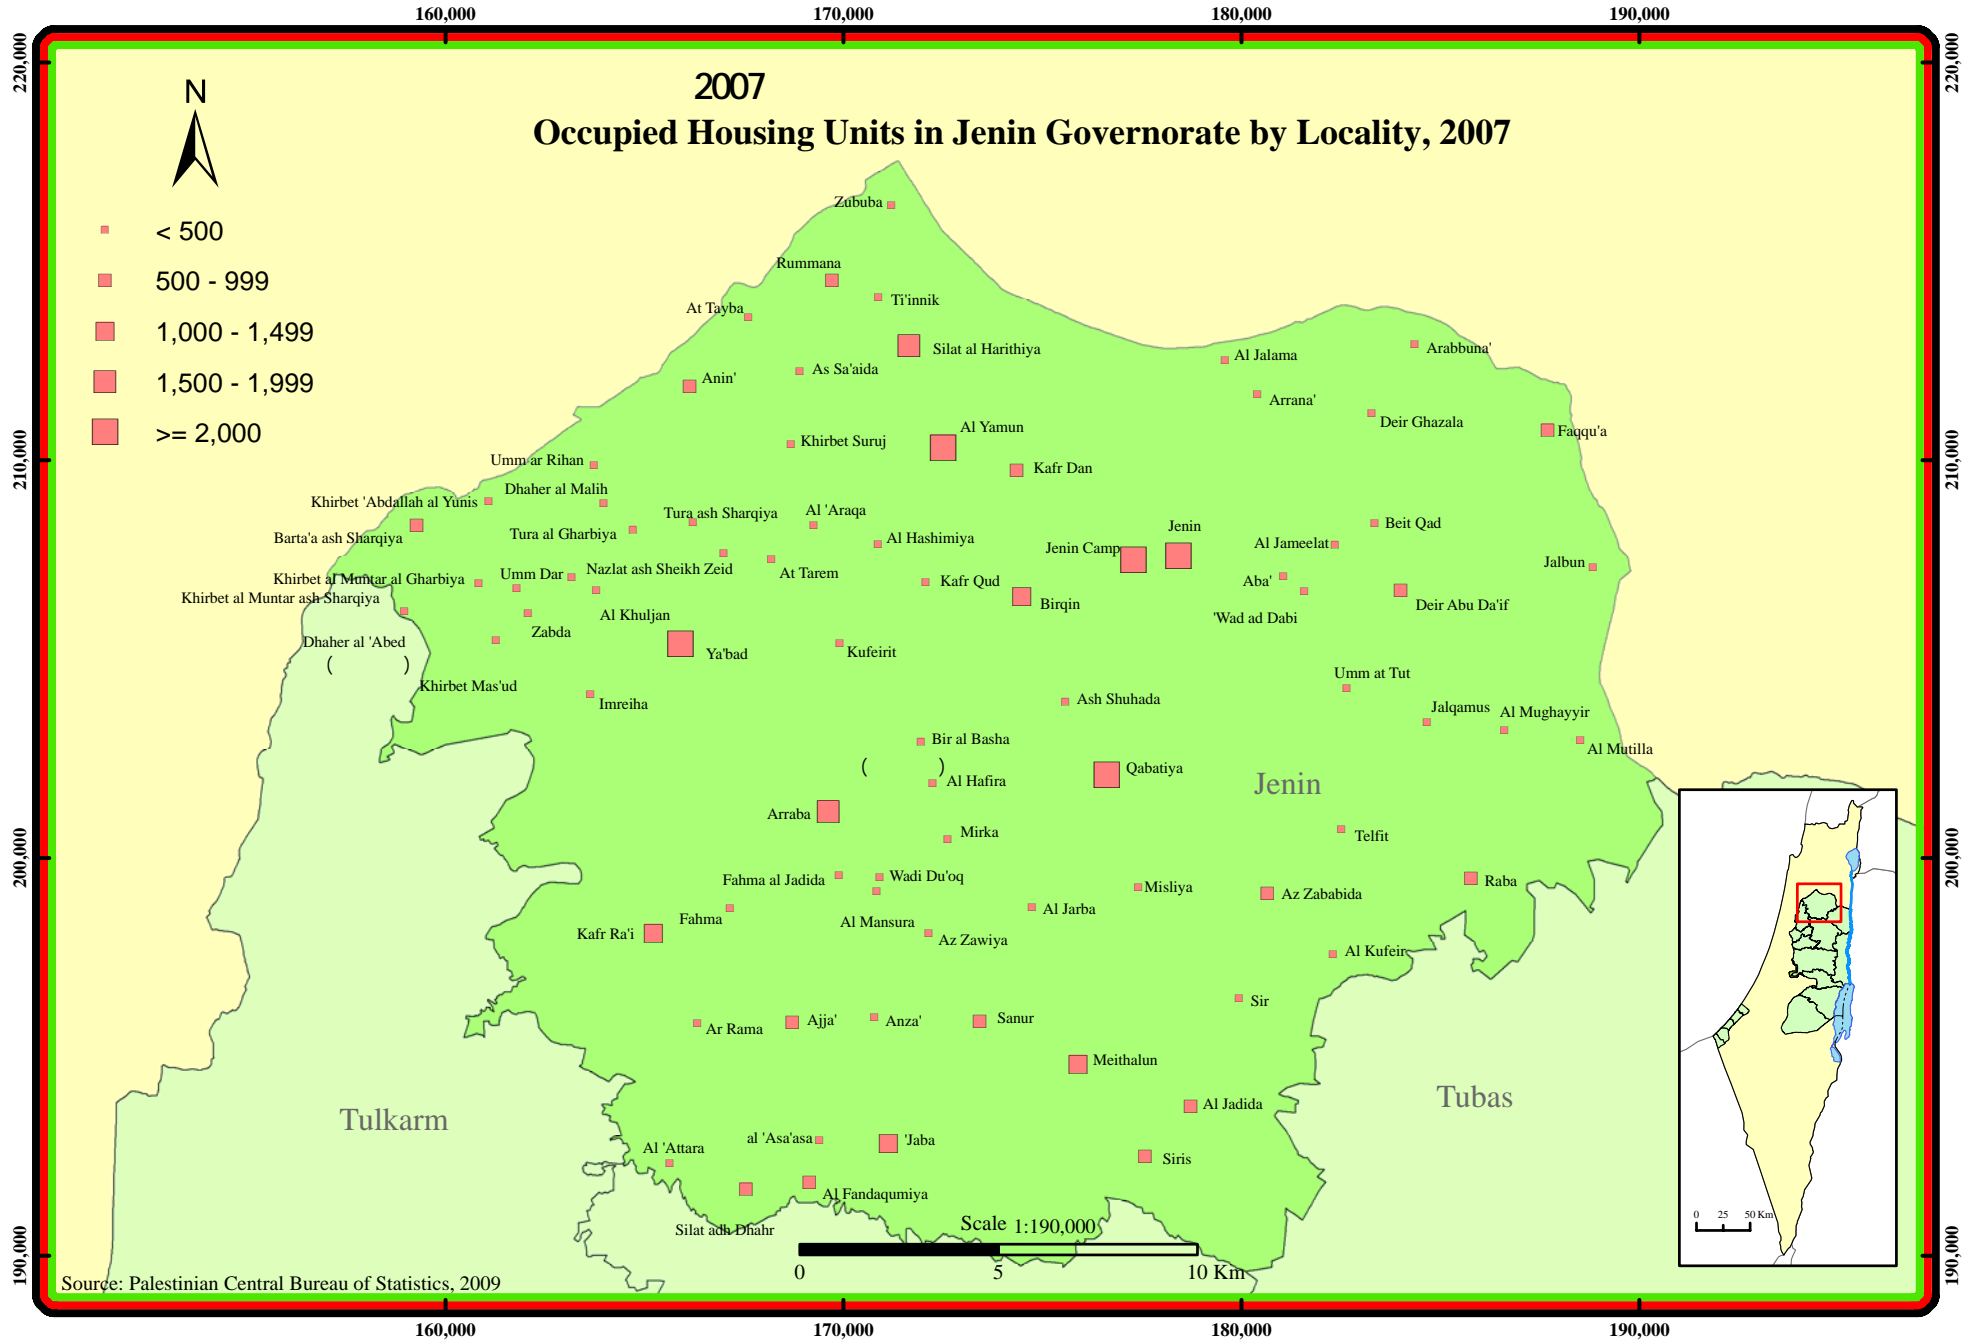 160,000
170,000
180,000
190,000
220,000
220,000
2007
Occupied Housing Units in Jenin Governorate by Locality, 2007
N
< 500
500 - 999
1,000 - 1,499
1,500 - 1,999
>= 2,000
Zububa
Rummana
Ti'innik
At Tayba
Silat al Harithiya
Arabbuna'
Al Jalama
As Sa'aida
Anin'
Arrana'
Deir Ghazala
Al Yamun
Faqqu'a
Khirbet Suruj
210,000
210,000
Umm ar Rihan
Kafr Dan
Dhaher al Malih
Khirbet 'Abdallah al Yunis
Tura ash Sharqiya
Al 'Araqa
Jenin
Beit Qad
Barta'a ash Sharqiya
Tura al Gharbiya
Al Hashimiya
Jenin Camp
Al Jameelat
Jalbun
Khirbet al Muntar al Gharbiya
Umm Dar
Nazlat ash Sheikh Zeid
At Tarem
Kafr Qud
Aba'
Khirbet al Muntar ash Sharqiya
Al Khuljan
Birqin
'Wad ad Dabi
Deir Abu Da'if
Zabda
Dhaher al 'Abed
( )
Ya'bad
Kufeirit
Khirbet Mas'ud
Imreiha
Umm at Tut
Ash Shuhada
Jalqamus
Al Mughayyir
Bir al Basha
Al Mutilla
( )
Qabatiya
Al Hafira
Jenin
Arraba
Mirka
Telfit
200,000
200,000
Fahma al Jadida
Wadi Du'oq
Misliya
Az Zababida
Raba
Fahma
Al Mansura
Al Jarba
Kafr Ra'i
Az Zawiya
Al Kufeir
Sir
Ar Rama
Ajja'
Anza'
Sanur
Meithalun
Tulkarm
Tubas
Al Jadida
al 'Asa'asa
'Jaba
Al 'Attara
Siris
Al Fandaqumiya
Silat adh Dhahr
0 25 50 Km
Scale 1:190,000
0 5 10 Km
190,000
190,000
Source: Palestinian Central Bureau of Statistics, 2009
160,000
170,000
180,000
190,000